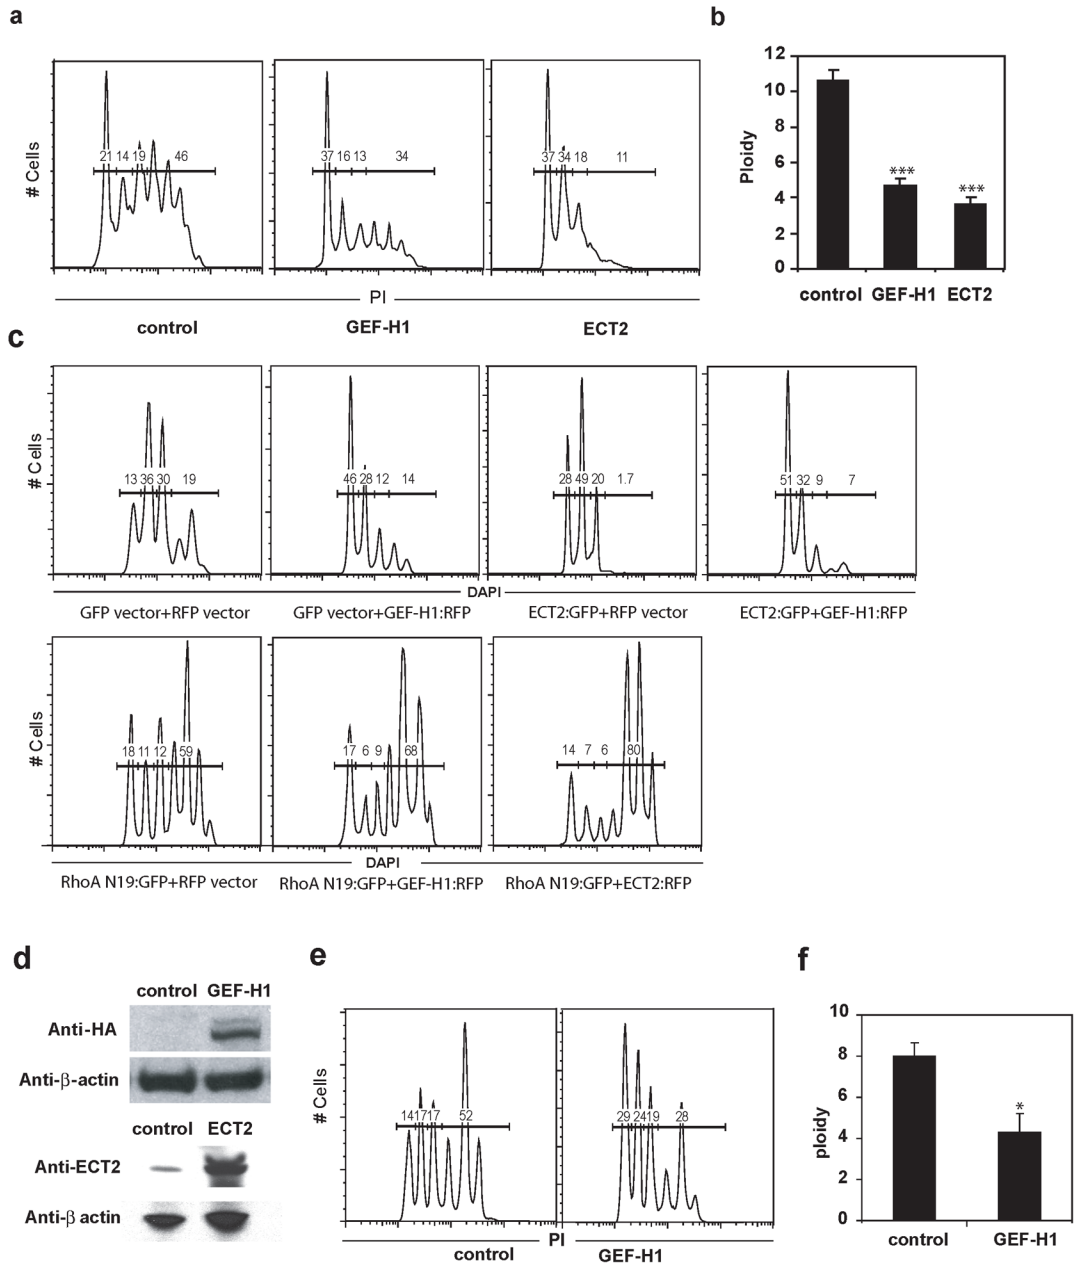 a
# Cells
21 14 19 46
37 16 13 34
37 34 18 11
PI
control GEF-H1 ECT2
b
Ploidy
12
10
8
6
4
2
0
***
***
control GEF-H1 ECT2
c
# Cells
13 36 30 19
46 28 12 14
28 49 20 1.7
51 32 9 7
DAPI
GFP vector+RFP vector GFP vector+GEF-H1:RFP ECT2:GFP+RFP vector ECT2:GFP+GEF-H1:RFP
# Cells
18 11 12 59
17 6 9 68
14 7 6 80
DAPI
RhoA N19:GFP+RFP vector RhoA N19:GFP+GEF-H1:RFP RhoA N19:GFP+ECT2:RFP
d
control GEF-H1
Anti-HA
Anti-β-actin
control ECT2
Anti-ECT2
Anti-β actin
e
# Cells
14 17 17 52
29 24 19 28
PI
control GEF-H1
f
ploidy
10
8
6
4
2
0
*
control GEF-H1